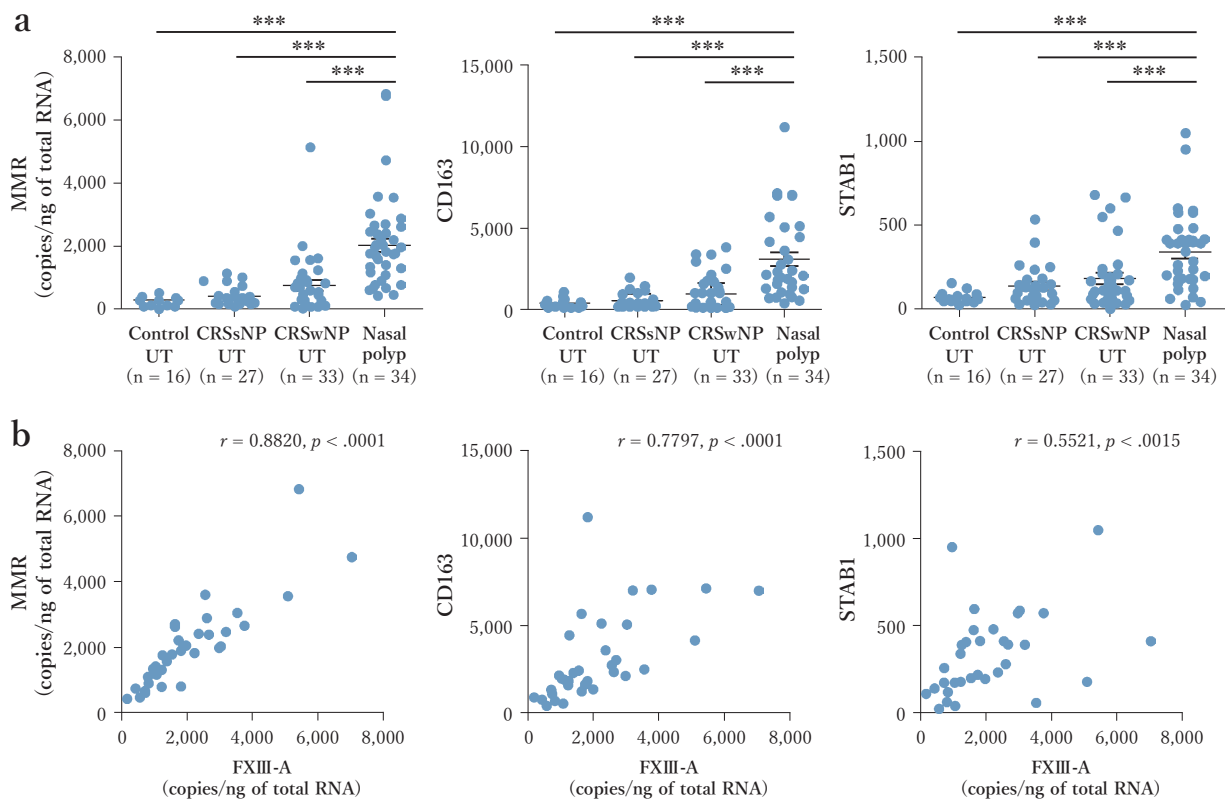 a
*** *** ***
*** *** ***
*** *** ***
MMR
(copies/ng of total RNA)
8,000
6,000
4,000
2,000
0
Control UT (n = 16)
CRSsNP UT (n = 27)
CRSwNP UT (n = 33)
Nasal polyp (n = 34)
CD163
15,000
10,000
5,000
0
Control UT (n = 16)
CRSsNP UT (n = 27)
CRSwNP UT (n = 33)
Nasal polyp (n = 34)
STAB1
1,500
1,000
500
0
Control UT (n = 16)
CRSsNP UT (n = 27)
CRSwNP UT (n = 33)
Nasal polyp (n = 34)
b
r = 0.8820, p < .0001
MMR
(copies/ng of total RNA)
8,000
6,000
4,000
2,000
0
0 2,000 4,000 6,000 8,000
FXIII-A
(copies/ng of total RNA)
r = 0.7797, p < .0001
CD163
15,000
10,000
5,000
0
0 2,000 4,000 6,000 8,000
FXIII-A
(copies/ng of total RNA)
r = 0.5521, p < .0015
STAB1
1,500
1,000
500
0
0 2,000 4,000 6,000 8,000
FXIII-A
(copies/ng of total RNA)